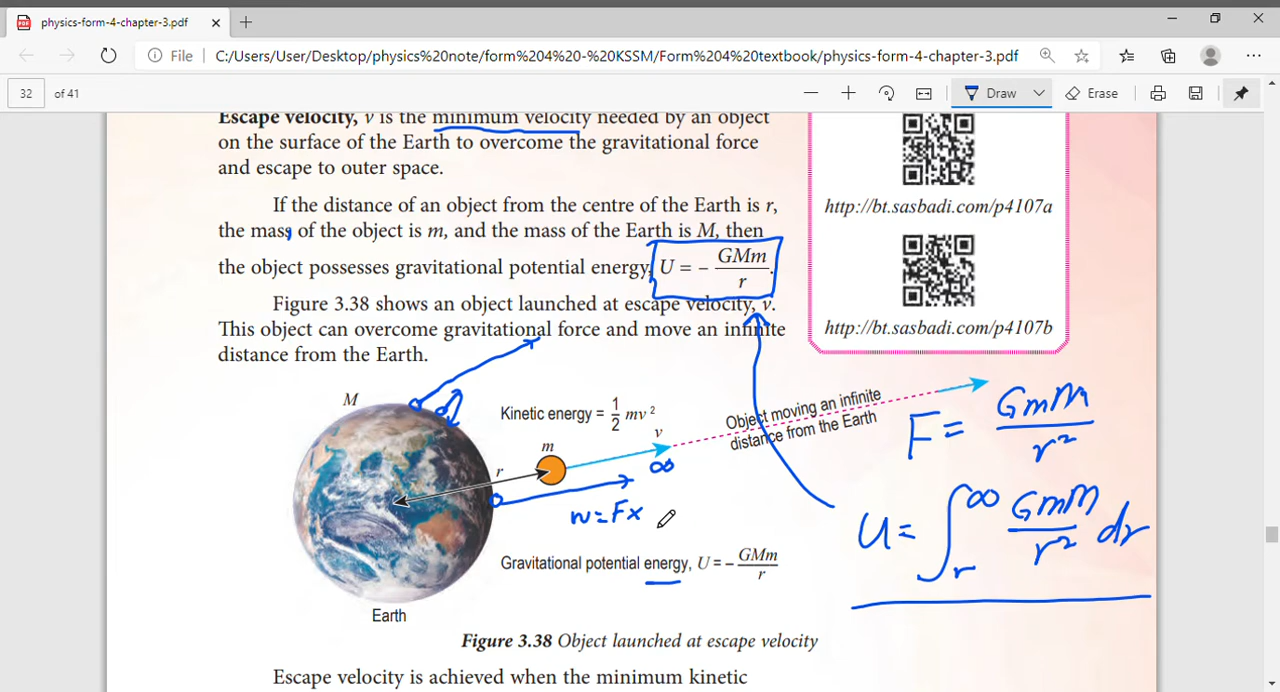 physics-form-4-chapter-3.pdf
File C:/Users/User/Desktop/physics%20note/form%204%20-%20KSSM/Form%204%20textbook/physics-form-4-chapter-3.pdf
32 of 41
Draw
Erase
Escape velocity, v is the minimum velocity needed by an object
on the surface of the Earth to overcome the gravitational force
and escape to outer space.
If the distance of an object from the centre of the Earth is r,
the mass of the object is m, and the mass of the Earth is M, then
the object possesses gravitational potential energy, U = – GMm/r.
Figure 3.38 shows an object launched at escape velocity, v.
This object can overcome gravitational force and move an infinite
distance from the Earth.
http://bt.sasbadi.com/p4107a
http://bt.sasbadi.com/p4107b
M
Kinetic energy = 1/2 mv²
v
m
r
∞
Object moving an infinite
distance from the Earth
F = GmM/r²
W = Fx
U = ∫r^∞ GmM/r² dr
Gravitational potential energy, U = – GMm/r
Earth
Figure 3.38 Object launched at escape velocity
Escape velocity is achieved when the minimum kinetic